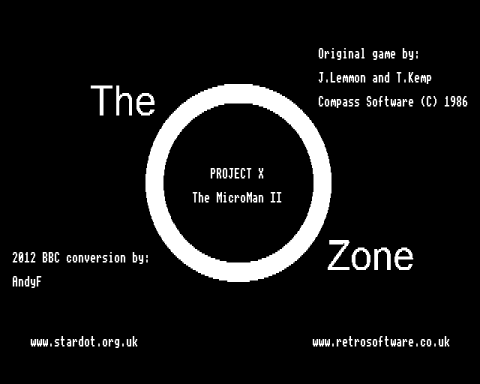 Original game by:
J.Lemmon and T.Kemp
Compass Software (C) 1986
The
PROJECT X
The MicroMan II
Zone
2012 BBC conversion by:
AndyF
www.stardot.org.uk
www.retrosoftware.co.uk